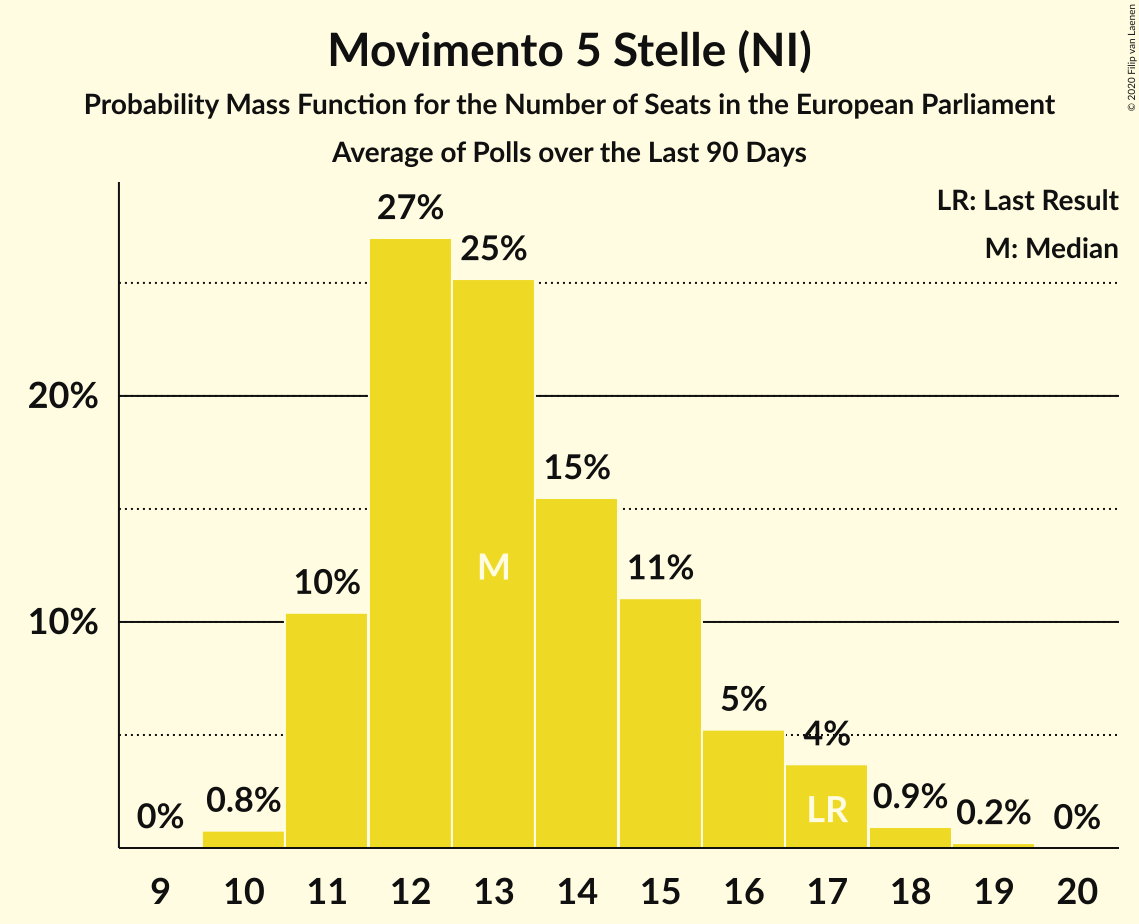 Movimento 5 Stelle (NI)
Probability Mass Function for the Number of Seats in the European Parliament
Average of Polls over the Last 90 Days
© 2020 Filip van Laenen
LR: Last Result
M: Median
27%
25%
20%
15%
M
11%
10%
10%
5%
4%
LR
0%
0.8%
0.9%
0.2%
0%
9 10 11 12 13 14 15 16 17 18 19 20